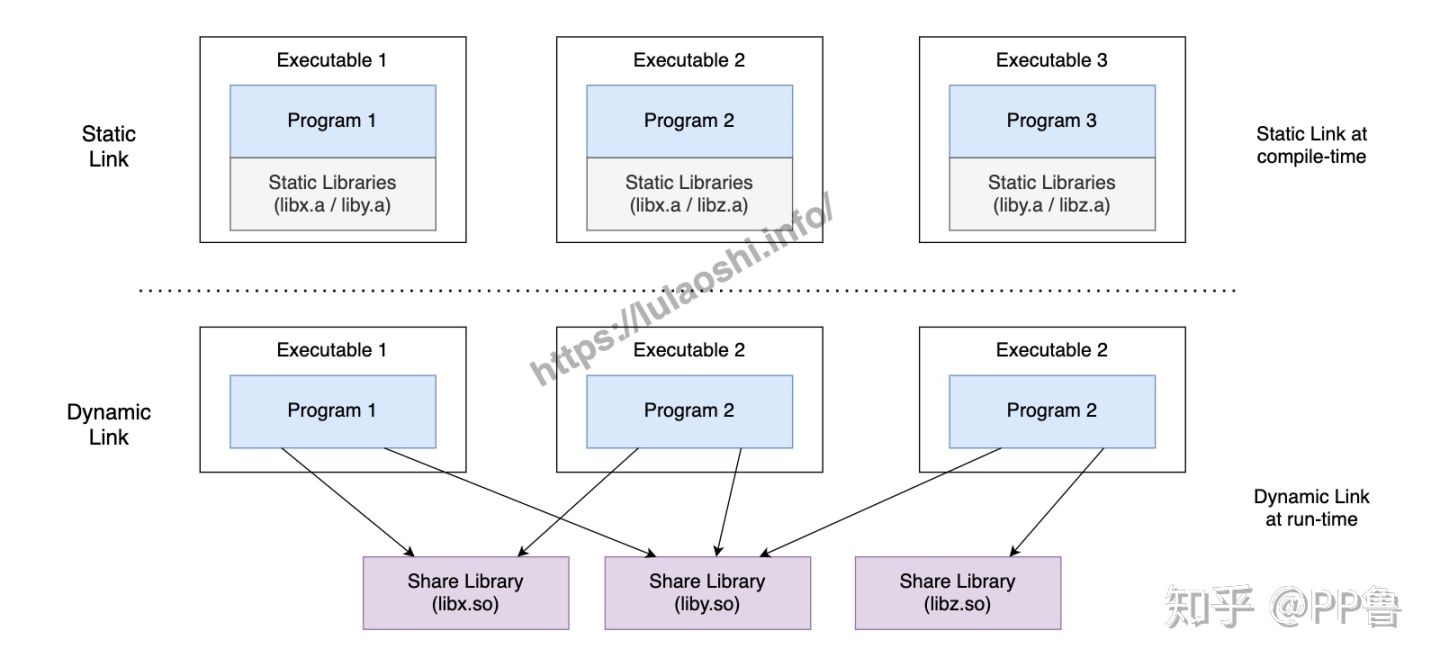 Executable 1
Executable 2
Executable 3
Program 1
Program 2
Program 3
Static
Link
Static Libraries
(libx.a / liby.a)
Static Libraries
(libx.a / libz.a)
Static Libraries
(liby.a / libz.a)
Static Link at
compile-time
https://lulaoshi.info/
Executable 1
Executable 2
Executable 2
Program 1
Program 2
Program 2
Dynamic
Link
Dynamic Link
at run-time
Share Library
(libx.so)
Share Library
(liby.so)
Share Library
(libz.so)
知乎 @PP鲁